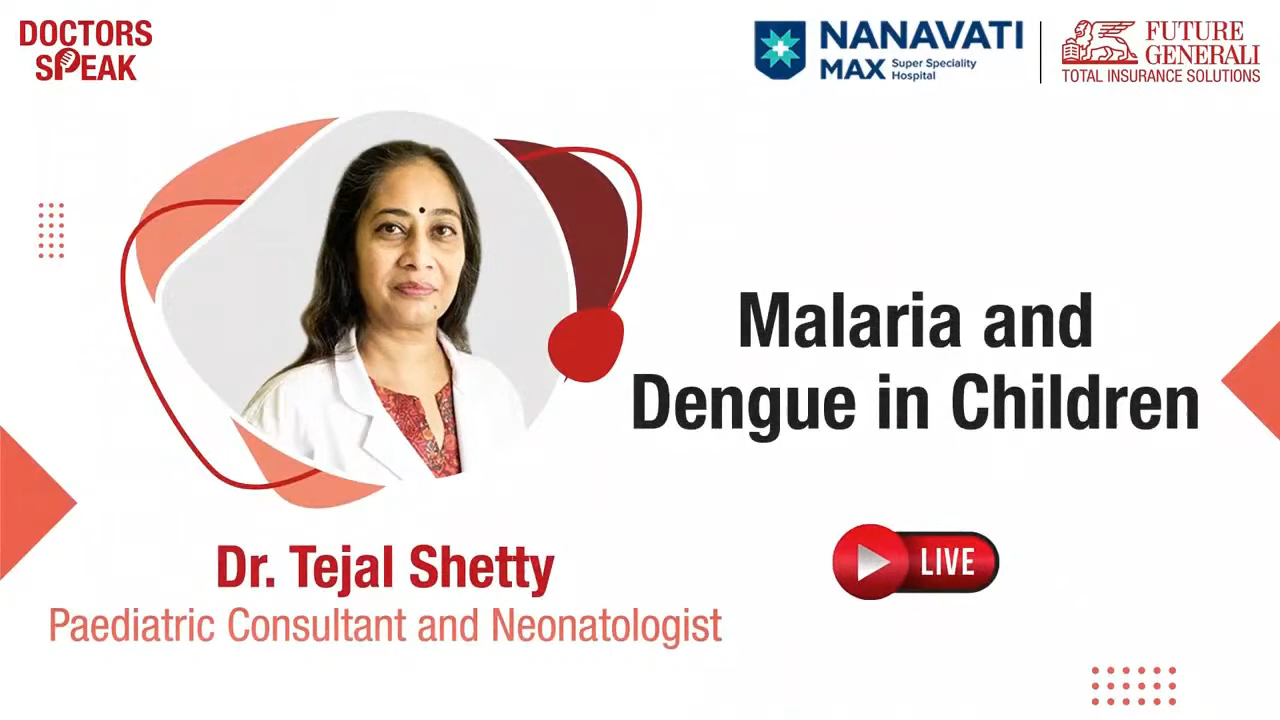 DOCTORS
SPEAK
NANAVATI
MAX Super Speciality
Hospital
FUTURE
GENERALI
TOTAL INSURANCE SOLUTIONS
Malaria and
Dengue in Children
LIVE
Dr. Tejal Shetty
Paediatric Consultant and Neonatologist